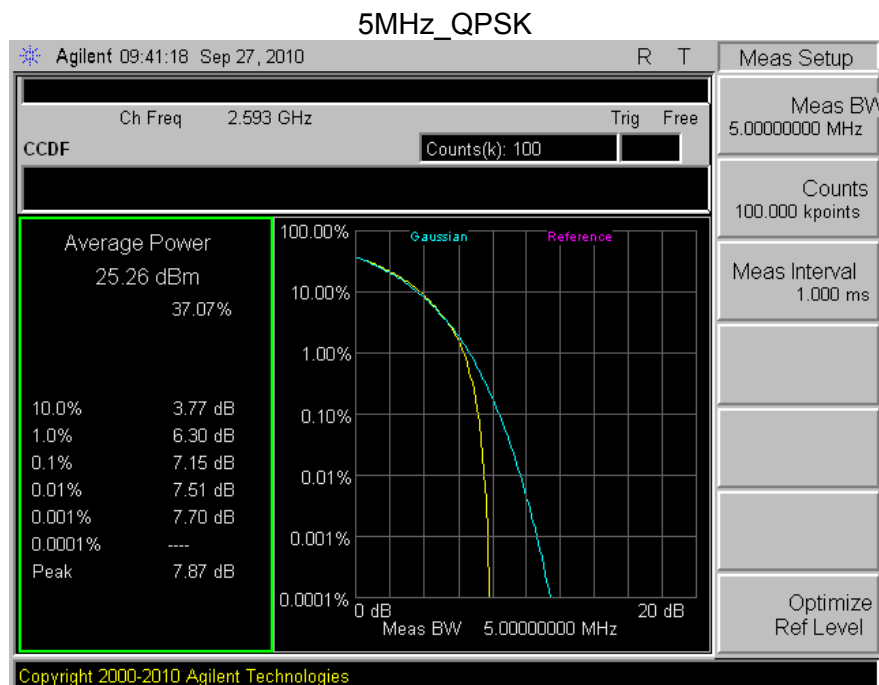 5MHz_QPSK
Agilent 09:41:18 Sep 27, 2010 R T
Meas Setup
Ch Freq 2.593 GHz Trig Free
CCDF
Counts(k): 100
Meas BW
5.00000000 MHz
Counts
100.000 kpoints
Meas Interval
1.000 ms
Optimize
Ref Level
Average Power
25.26 dBm
37.07%
10.0% 3.77 dB
1.0% 6.30 dB
0.1% 7.15 dB
0.01% 7.51 dB
0.001% 7.70 dB
0.0001% ----
Peak 7.87 dB
Gaussian Reference
100.00%
10.00%
1.00%
0.10%
0.01%
0.001%
0.0001%
0 dB 20 dB
Meas BW 5.00000000 MHz
Copyright 2000-2010 Agilent Technologies